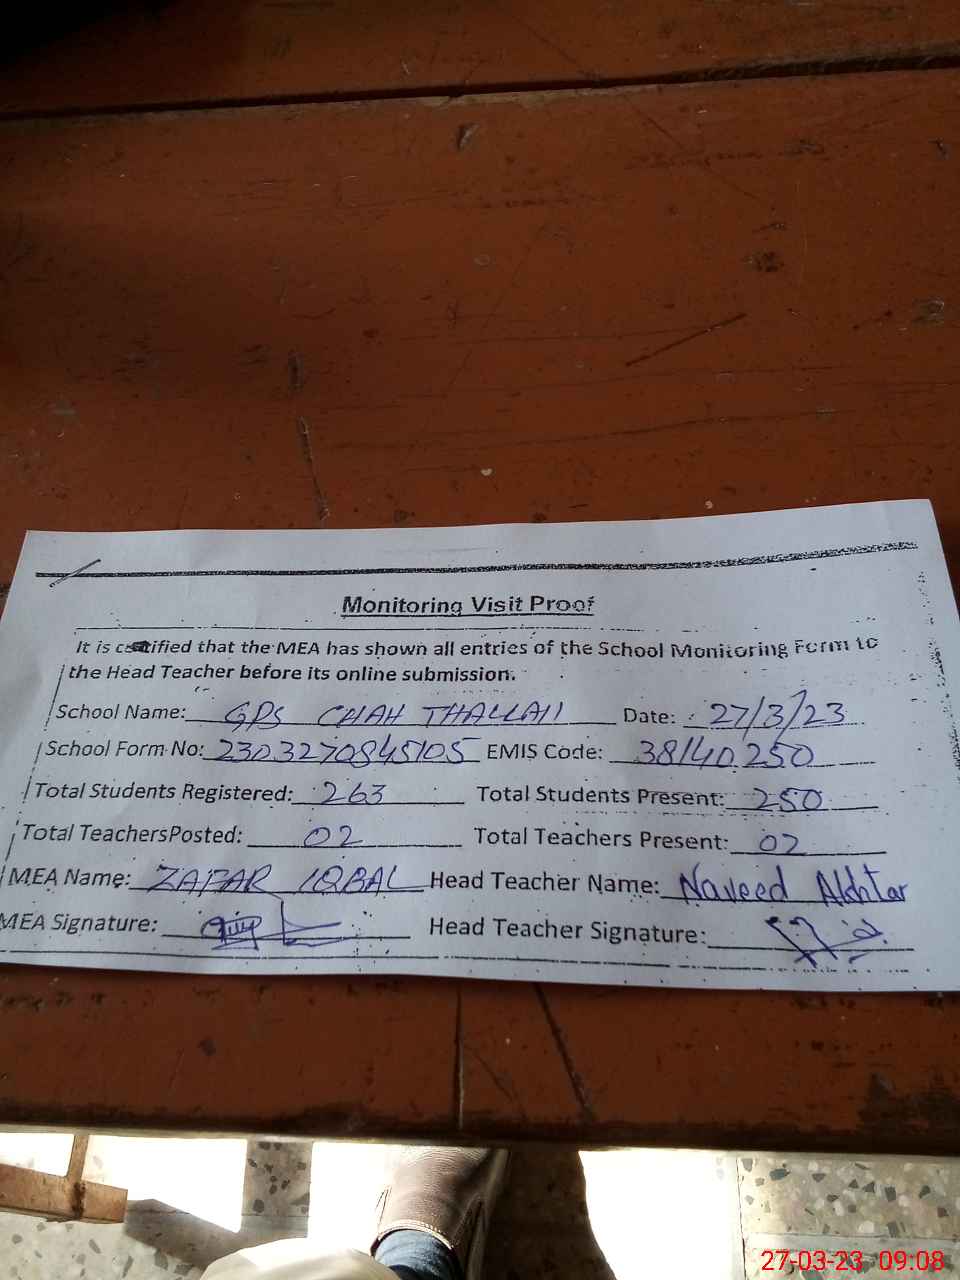 Monitoring Visit Proof
It is certified that the MEA has shown all entries of the School Monitoring Form to
the Head Teacher before its online submission.
School Name: GPS CHAH THALLAII Date: 27/3/23
School Form No: 2303270845105 EMIS Code: 38140250
Total Students Registered: 263 Total Students Present: 250
Total TeachersPosted: 02 Total Teachers Present: 02
MEA Name: ZAFAR IQBAL Head Teacher Name: Naveed Akhtar
MEA Signature: Head Teacher Signature:
27-03-23 09:08